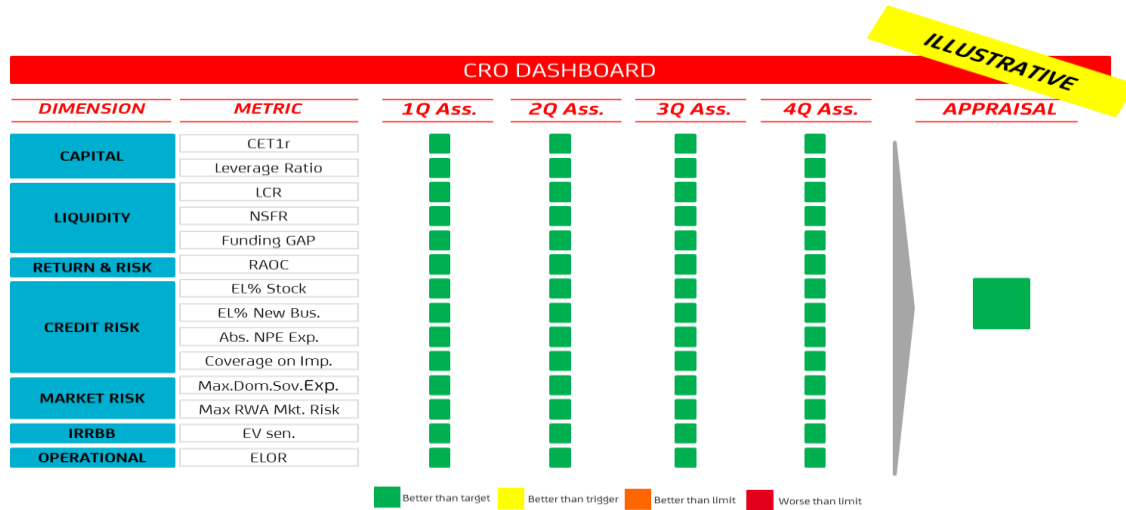 ILLUSTRATIVE
CRO DASHBOARD
DIMENSION METRIC 1Q Ass. 2Q Ass. 3Q Ass. 4Q Ass. APPRAISAL
CAPITAL
CET1r
Leverage Ratio
LIQUIDITY
LCR
NSFR
Funding GAP
RETURN & RISK
RAOC
CREDIT RISK
EL% Stock
EL% New Bus.
Abs. NPE Exp.
Coverage on Imp.
MARKET RISK
Max.Dom.Sov.Exp.
Max RWA Mkt. Risk
IRRBB
EV sen.
OPERATIONAL
ELOR
Better than target Better than trigger Better than limit Worse than limit